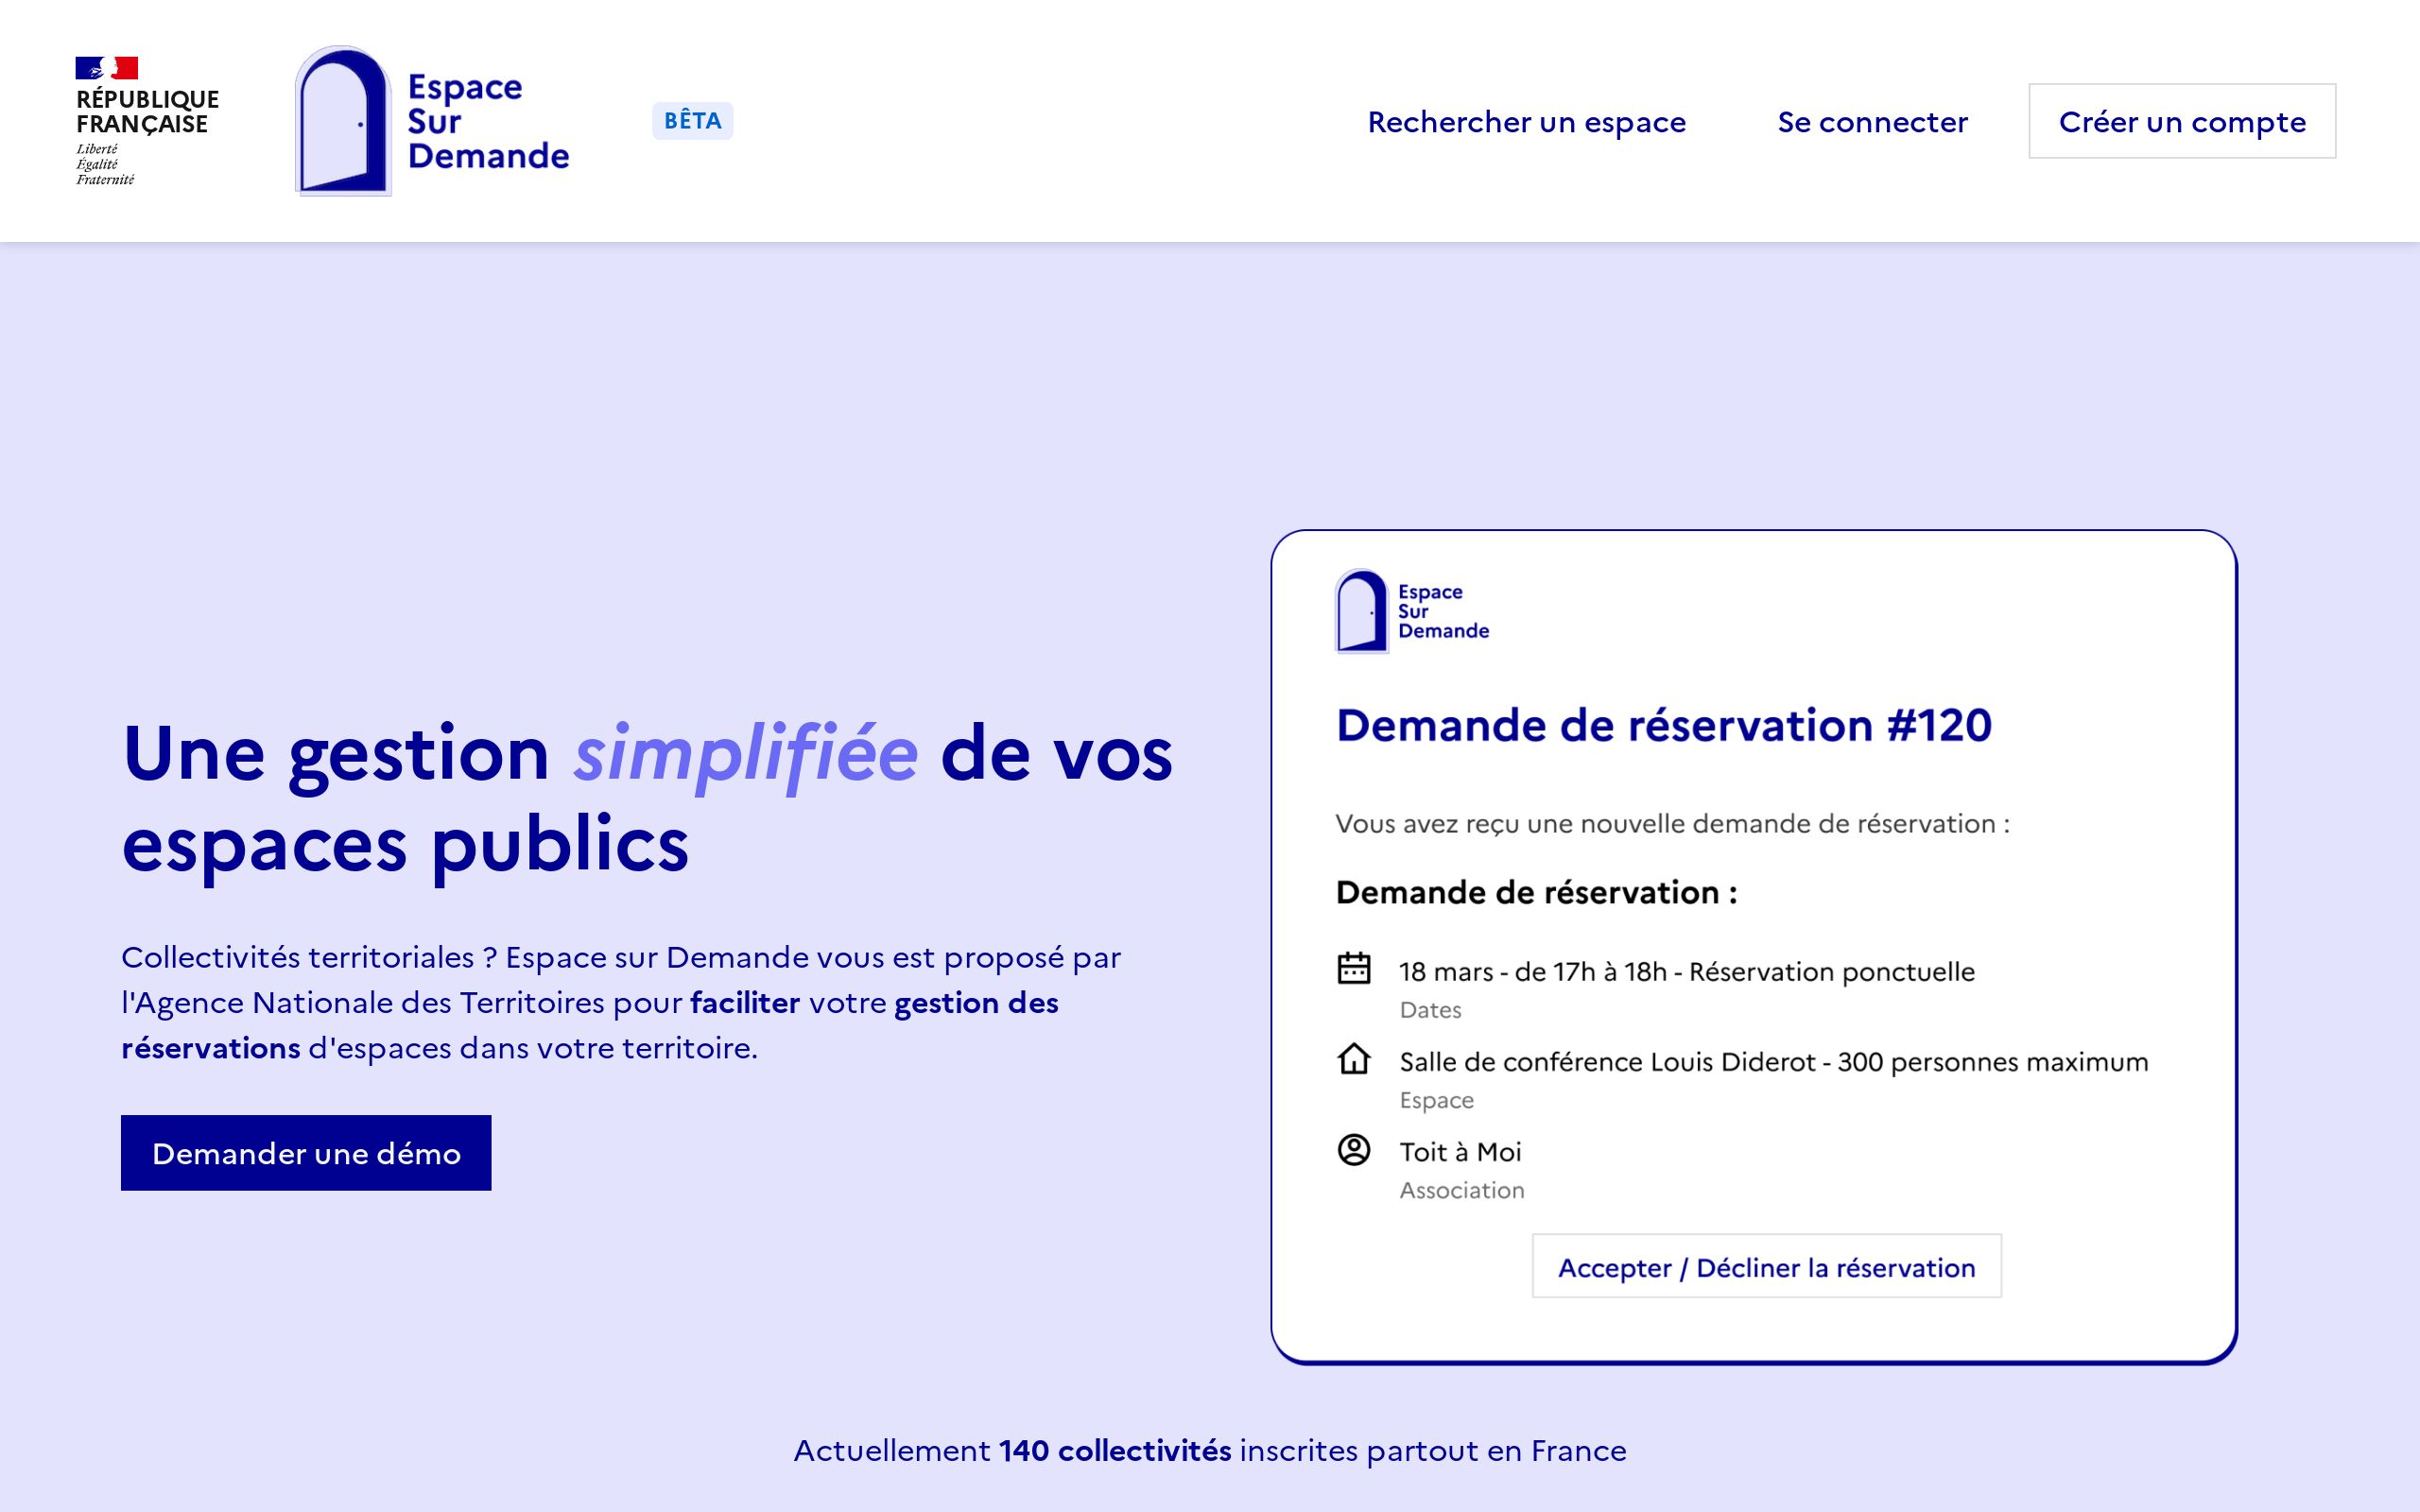 RÉPUBLIQUE
FRANÇAISE
Liberté
Égalité
Fraternité
Espace
Sur
Demande
BÊTA
Rechercher un espace
Se connecter
Créer un compte
Une gestion simplifiée de vos
espaces publics
Collectivités territoriales ? Espace sur Demande vous est proposé par
l'Agence Nationale des Territoires pour faciliter votre gestion des
réservations d'espaces dans votre territoire.
Demander une démo
Espace
Sur
Demande
Demande de réservation #120
Vous avez reçu une nouvelle demande de réservation :
Demande de réservation :
18 mars - de 17h à 18h - Réservation ponctuelle
Dates
Salle de conférence Louis Diderot - 300 personnes maximum
Espace
Toit à Moi
Association
Accepter / Décliner la réservation
Actuellement 140 collectivités inscrites partout en France